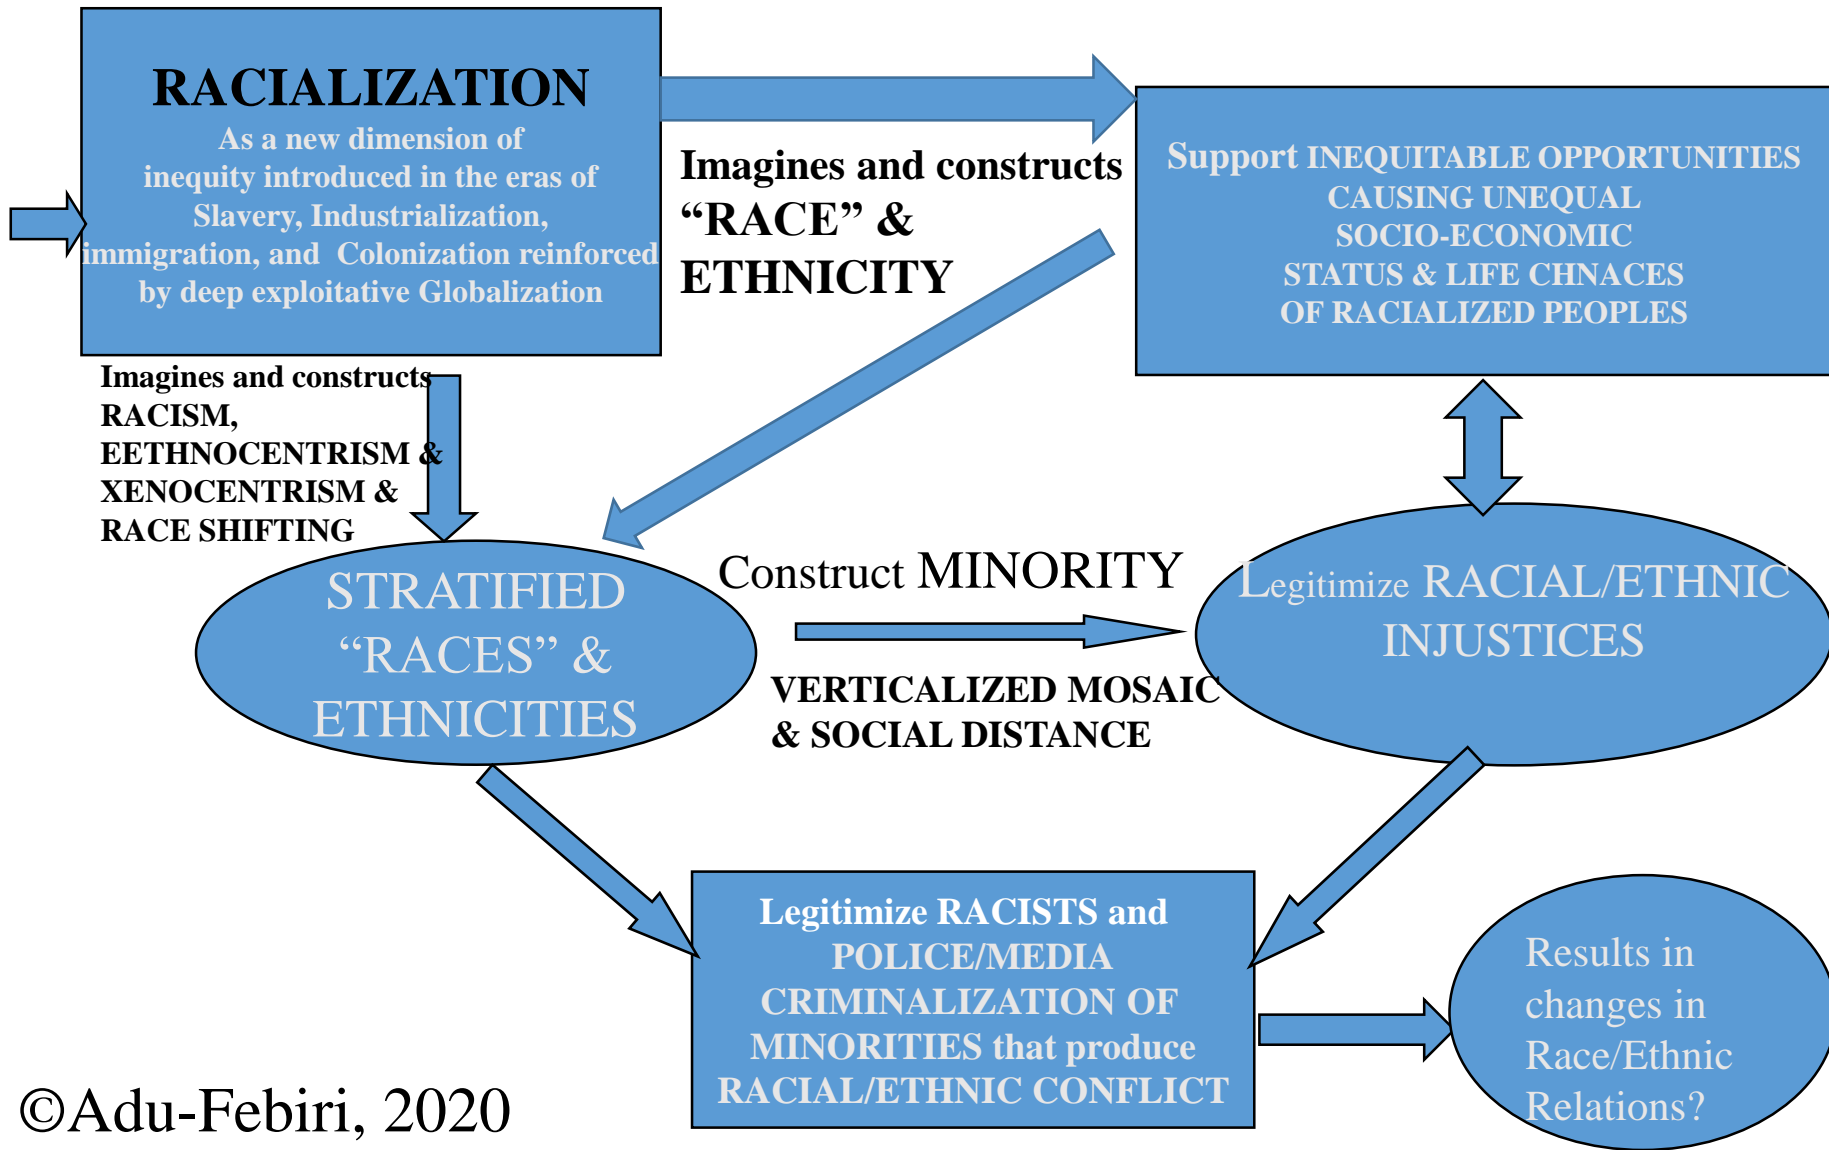 RACIALIZATION
As a new dimension of
inequity introduced in the eras of
Slavery, Industrialization,
immigration, and Colonization reinforced
by deep exploitative Globalization
Imagines and constructs
“RACE” &
ETHNICITY
Support INEQUITABLE OPPORTUNITIES
CAUSING UNEQUAL
SOCIO-ECONOMIC
STATUS & LIFE CHNACES
OF RACIALIZED PEOPLES
Imagines and constructs
RACISM,
EETHNOCENTRISM &
XENOCENTRISM &
RACE SHIFTING
STRATIFIED
“RACES” &
ETHNICITIES
Construct MINORITY
VERTICALIZED MOSAIC
& SOCIAL DISTANCE
Legitimize RACIAL/ETHNIC
INJUSTICES
Legitimize RACISTS and
POLICE/MEDIA
CRIMINALIZATION OF
MINORITIES that produce
RACIAL/ETHNIC CONFLICT
Results in
changes in
Race/Ethnic
Relations?
©Adu-Febiri, 2020